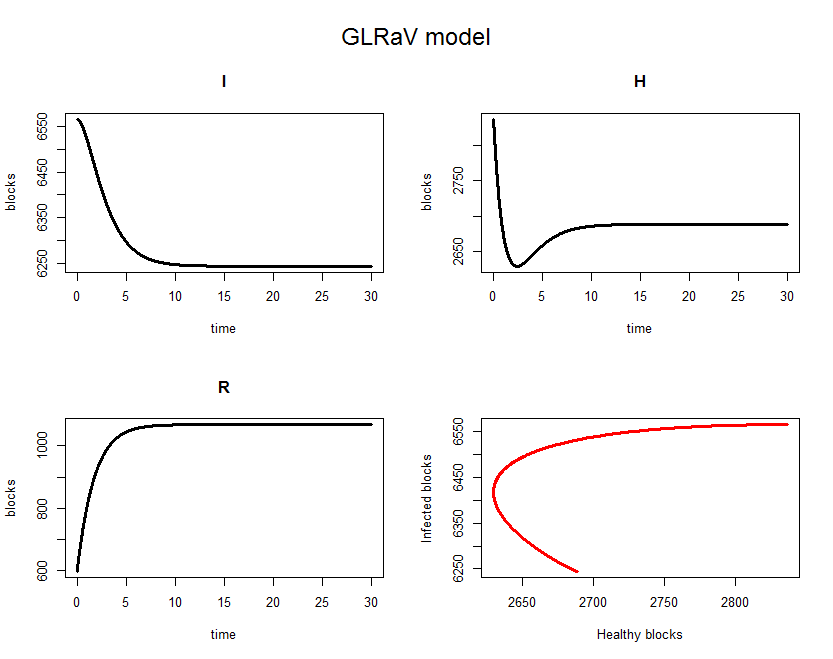 GLRaV model
I
blocks
6250 6350 6450 6550
0 5 10 15 20 25 30
time
H
blocks
2650 2750
0 5 10 15 20 25 30
time
R
blocks
600 800 1000
0 5 10 15 20 25 30
time
Infected blocks
6250 6350 6450 6550
2650 2700 2750 2800
Healthy blocks